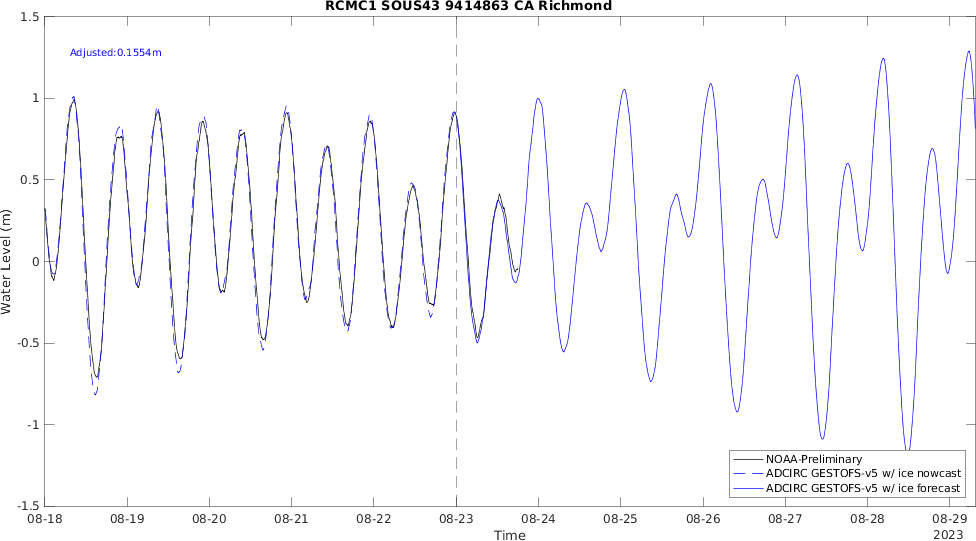 RCMC1 SOUS43 9414863 CA Richmond
Adjusted:0.1554m
Water Level (m)
1.5
1
0.5
0
-0.5
-1
-1.5
NOAA-Preliminary
ADCIRC GESTOFS-v5 w/ ice nowcast
ADCIRC GESTOFS-v5 w/ ice forecast
08-18 08-19 08-20 08-21 08-22 08-23 08-24 08-25 08-26 08-27 08-28 08-29
Time 2023